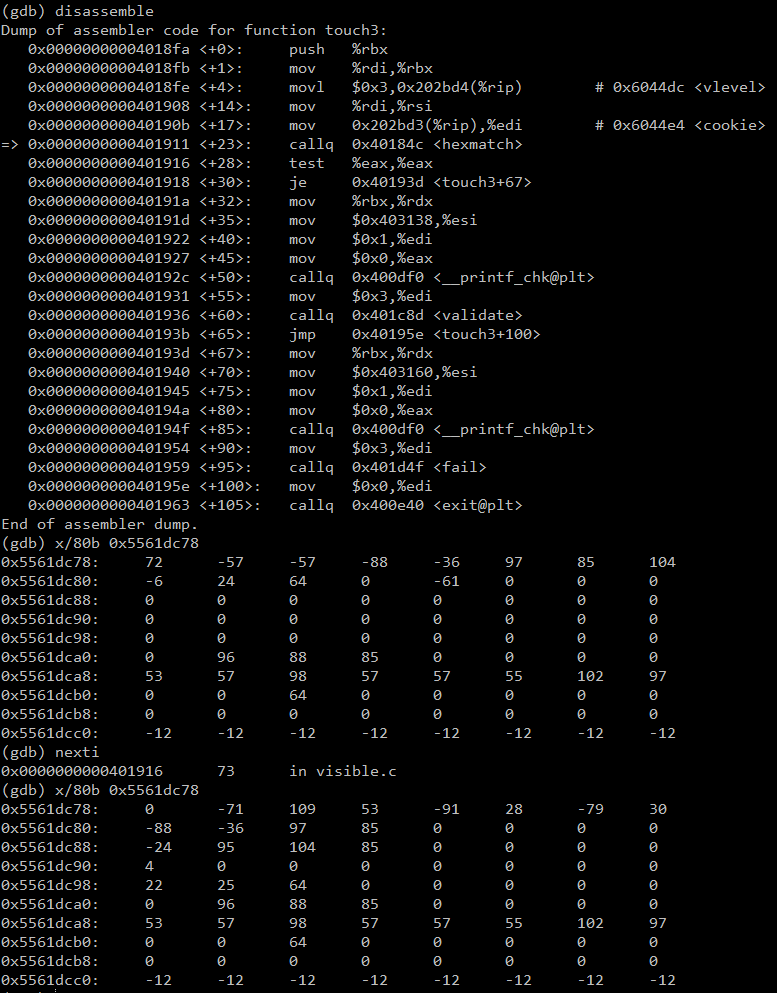 (gdb) disassemble
Dump of assembler code for function touch3:
   0x00000000004018fa <+0>:     push   %rbx
   0x00000000004018fb <+1>:     mov    %rdi,%rbx
   0x00000000004018fe <+4>:     movl   $0x3,0x202bd4(%rip)        # 0x6044dc <vlevel>
   0x0000000000401908 <+14>:    mov    %rdi,%rsi
   0x000000000040190b <+17>:    mov    0x202bd3(%rip),%edi        # 0x6044e4 <cookie>
=> 0x0000000000401911 <+23>:    callq  0x40184c <hexmatch>
   0x0000000000401916 <+28>:    test   %eax,%eax
   0x0000000000401918 <+30>:    je     0x40193d <touch3+67>
   0x000000000040191a <+32>:    mov    %rbx,%rdx
   0x000000000040191d <+35>:    mov    $0x403138,%esi
   0x0000000000401922 <+40>:    mov    $0x1,%edi
   0x0000000000401927 <+45>:    mov    $0x0,%eax
   0x000000000040192c <+50>:    callq  0x400df0 <__printf_chk@plt>
   0x0000000000401931 <+55>:    mov    $0x3,%edi
   0x0000000000401936 <+60>:    callq  0x401c8d <validate>
   0x000000000040193b <+65>:    jmp    0x40195e <touch3+100>
   0x000000000040193d <+67>:    mov    %rbx,%rdx
   0x0000000000401940 <+70>:    mov    $0x403160,%esi
   0x0000000000401945 <+75>:    mov    $0x1,%edi
   0x000000000040194a <+80>:    mov    $0x0,%eax
   0x000000000040194f <+85>:    callq  0x400df0 <__printf_chk@plt>
   0x0000000000401954 <+90>:    mov    $0x3,%edi
   0x0000000000401959 <+95>:    callq  0x401d4f <fail>
   0x000000000040195e <+100>:   mov    $0x0,%edi
   0x0000000000401963 <+105>:   callq  0x400e40 <exit@plt>
End of assembler dump.
(gdb) x/80b 0x5561dc78
0x5561dc78:     72      -57     -57     -88     -36     97      85      104
0x5561dc80:     -6      24      64      0       -61     0       0       0
0x5561dc88:     0       0       0       0       0       0       0       0
0x5561dc90:     0       0       0       0       0       0       0       0
0x5561dc98:     0       0       0       0       0       0       0       0
0x5561dca0:     0       96      88      85      0       0       0       0
0x5561dca8:     53      57      98      57      57      55      102     97
0x5561dcb0:     0       0       64      0       0       0       0       0
0x5561dcb8:     0       0       0       0       0       0       0       0
0x5561dcc0:     -12     -12     -12     -12     -12     -12     -12     -12
(gdb) nexti
0x0000000000401916      73      in visible.c
(gdb) x/80b 0x5561dc78
0x5561dc78:     0       -71     109     53      -91     28      -79     30
0x5561dc80:     -88     -36     97      85      0       0       0       0
0x5561dc88:     -24     95      104     85      0       0       0       0
0x5561dc90:     4       0       0       0       0       0       0       0
0x5561dc98:     22      25      64      0       0       0       0       0
0x5561dca0:     0       96      88      85      0       0       0       0
0x5561dca8:     53      57      98      57      57      55      102     97
0x5561dcb0:     0       0       64      0       0       0       0       0
0x5561dcb8:     0       0       0       0       0       0       0       0
0x5561dcc0:     -12     -12     -12     -12     -12     -12     -12     -12